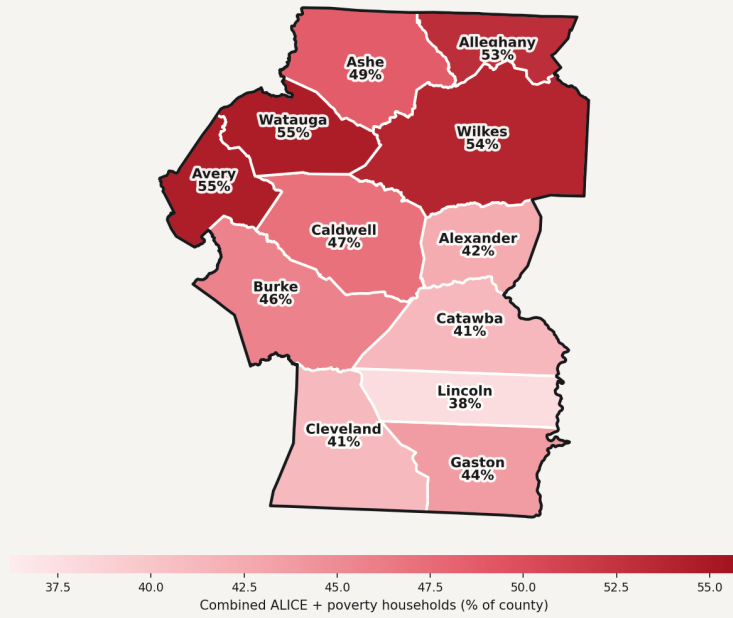 Alleghany
53%
Ashe
49%
Watauga
55%
Wilkes
54%
Avery
55%
Caldwell
47%
Alexander
42%
Burke
46%
Catawba
41%
Lincoln
38%
Cleveland
41%
Gaston
44%
37.5 40.0 42.5 45.0 47.5 50.0 52.5 55.0
Combined ALICE + poverty households (% of county)